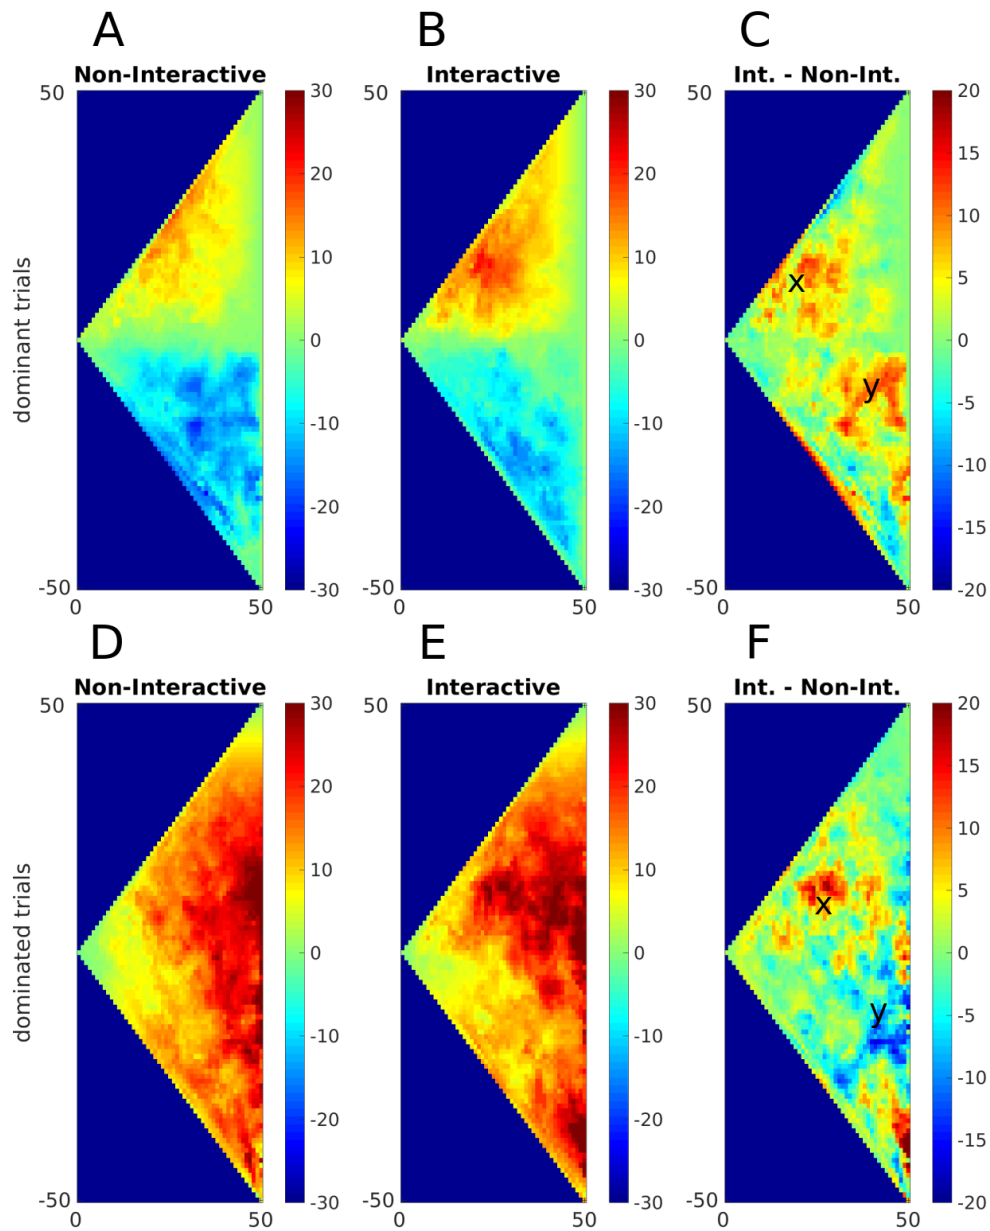 A B C
Non-Interactive Interactive Int. - Non-Int.
50 30 50 30 50 20
20 20 15
10 10 10
5
x
0 0 0
y
-5
-10 -10 -10
-20 -20 -15
-50 -30 -50 -30 -50 -20
0 50 0 50 0 50
dominant trials
D E F
Non-Interactive Interactive Int. - Non-Int.
50 30 50 30 50 20
20 20 15
10 10 10
5
x
0 0 0
y
-5
-10 -10 -10
-20 -20 -15
-50 -30 -50 -30 -50 -20
0 50 0 50 0 50
dominated trials